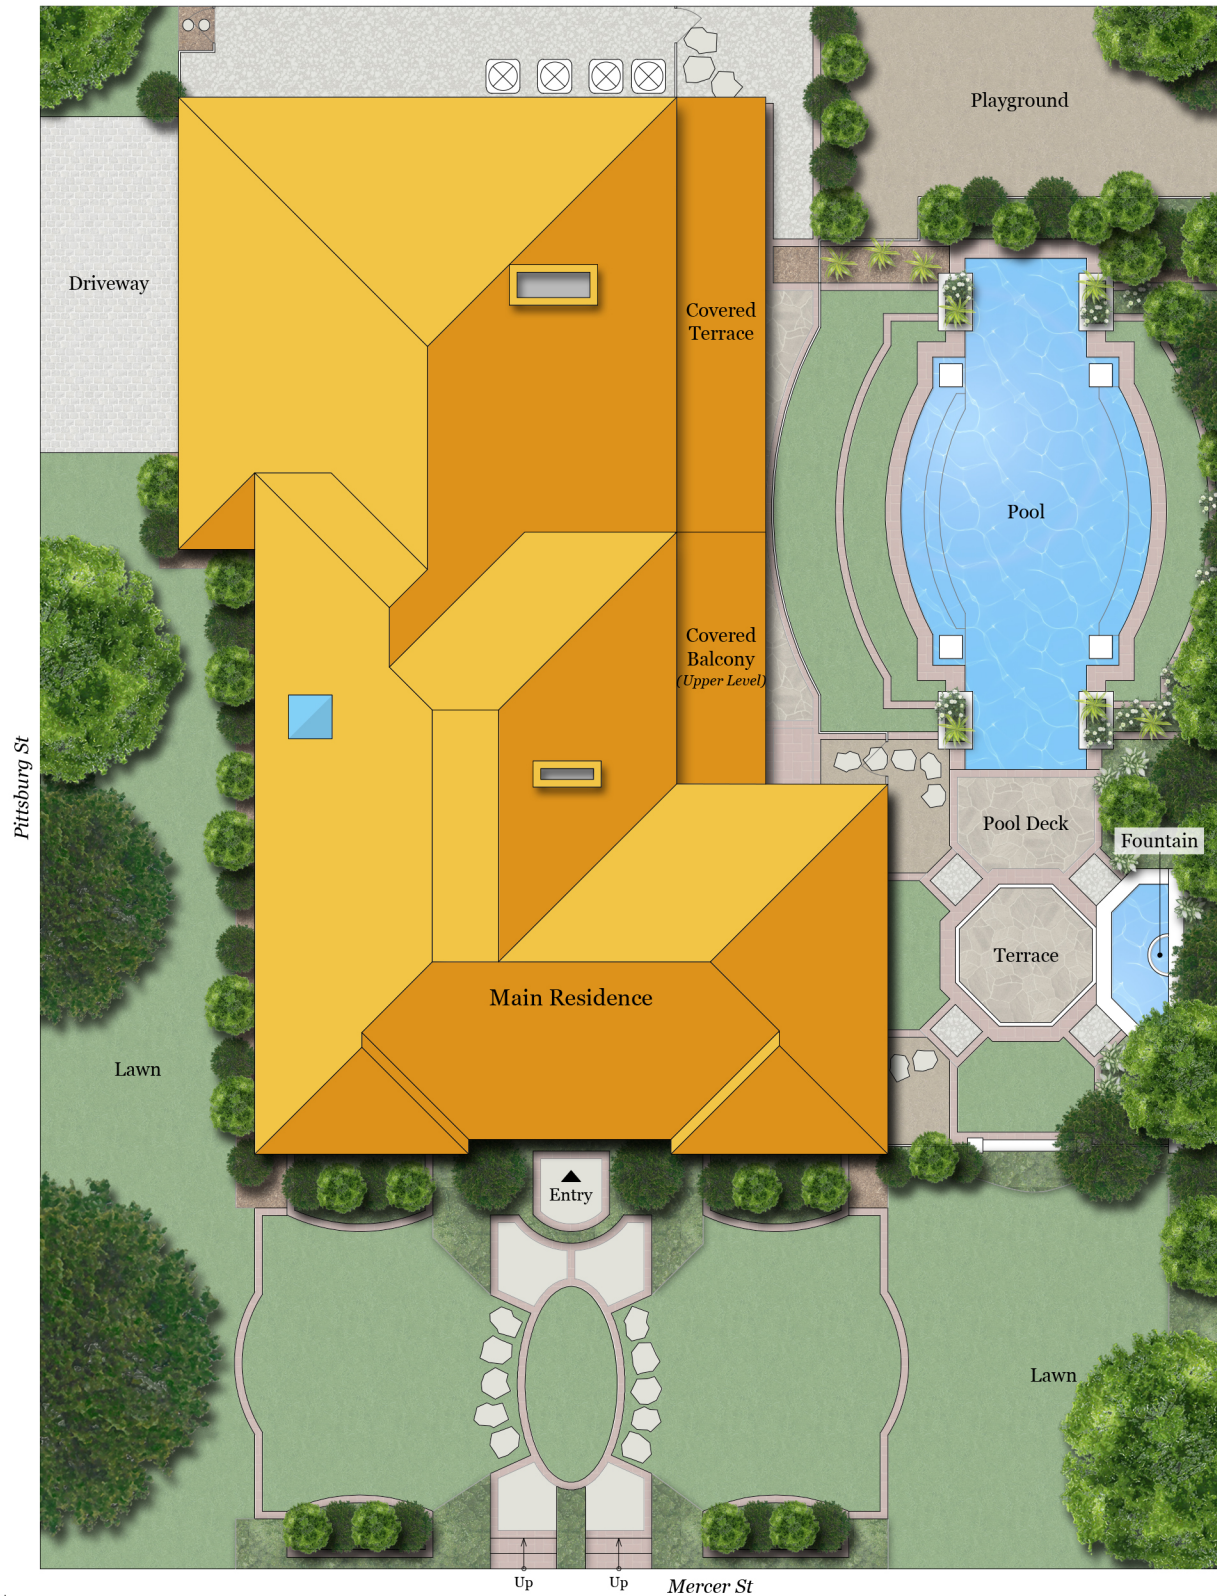 Playground
Driveway
Covered
Terrace
Pool
Covered
Balcony
(Upper Level)
Pittsburg St
Pool Deck
Fountain
Terrace
Main Residence
Lawn
Entry
Lawn
Up
Up
Mercer St